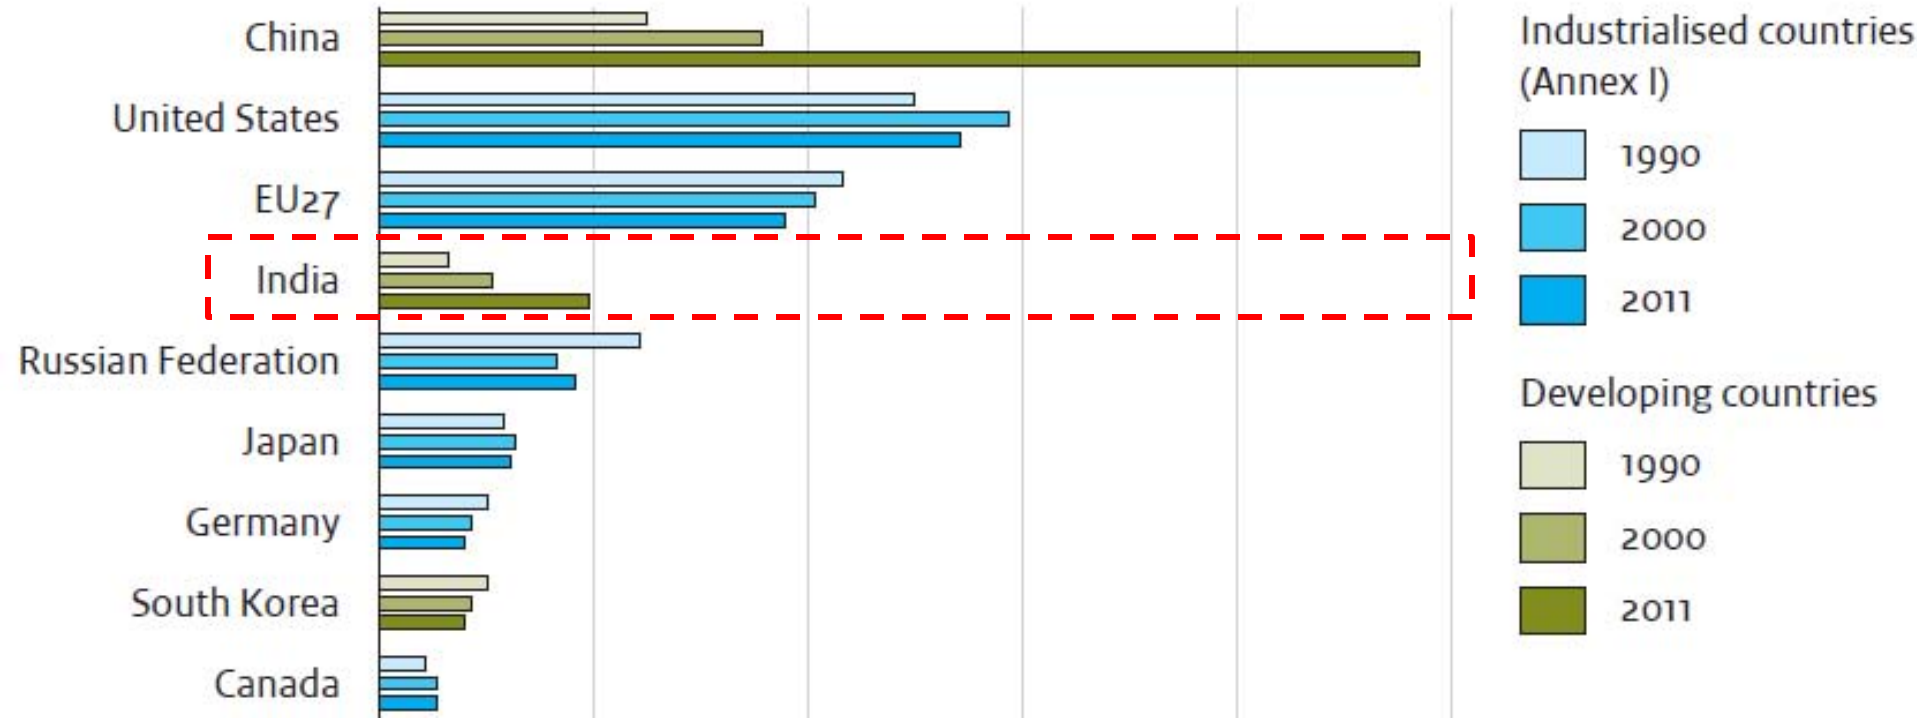 China
United States
EU27
India
Russian Federation
Japan
Germany
South Korea
Canada
Industrialised countries
(Annex I)
1990
2000
2011
Developing countries
1990
2000
2011